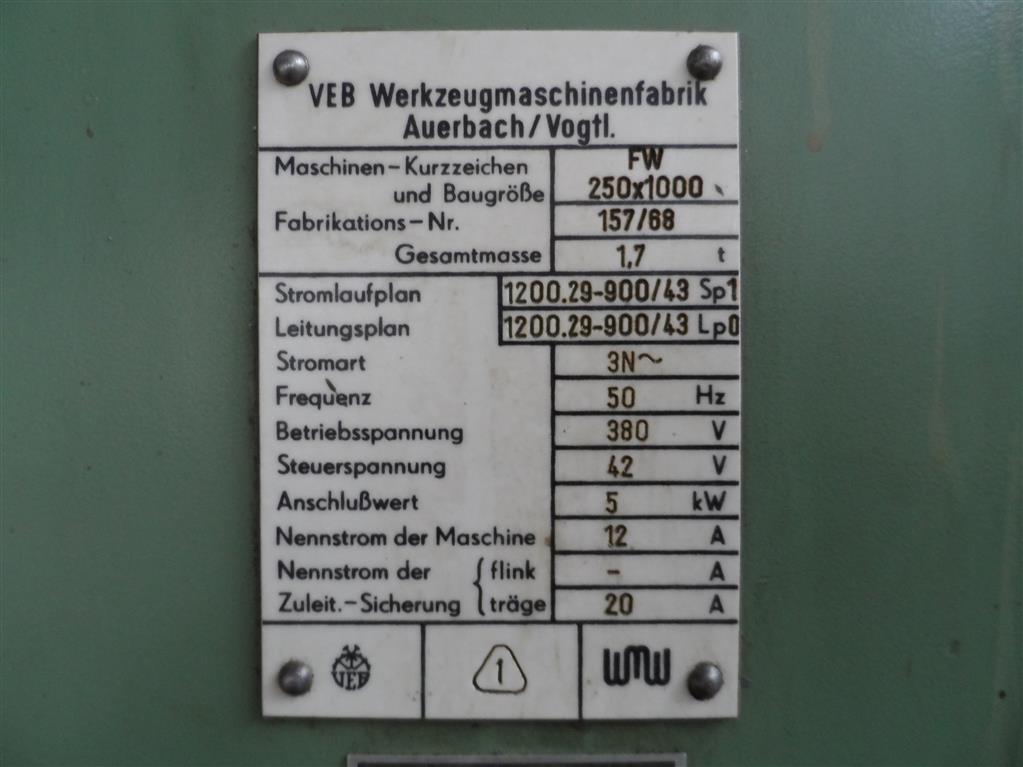 VEB Werkzeugmaschinenfabrik
Auerbach/Vogtl.
Maschinen-Kurzzeichen FW
und Baugröße 250x1000
Fabrikations-Nr. 157/68
Gesamtmasse 1,7 t
Stromlaufplan 1200.29-900/43 Sp1
Leitungsplan 1200.29-900/43 Lp0
Stromart 3N~
Frequenz 50 Hz
Betriebsspannung 380 V
Steuerspannung 42 V
Anschlußwert 5 kW
Nennstrom der Maschine 12 A
Nennstrom der { flink - A
Zuleit.-Sicherung träge 20 A
VEB 1 WMW